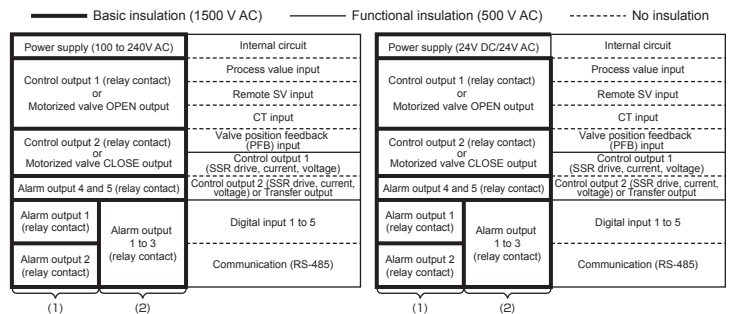 Basic insulation (1500 V AC)
Functional insulation (500 V AC)
No insulation
Power supply (100 to 240V AC)
Internal circuit
Control output 1 (relay contact)
or
Motorized valve OPEN output
Process value input
Remote SV input
CT input
Control output 2 (relay contact)
or
Motorized valve CLOSE output
Valve position feedback
(PFB) input
Control output 1
(SSR drive, current, voltage)
Alarm output 4 and 5 (relay contact)
Control output 2 (SSR drive, current,
voltage) or Transfer output
Alarm output 1
(relay contact)
Alarm output 2
(relay contact)
Alarm output
1 to 3
(relay contact)
Digital input 1 to 5
Communication (RS-485)
(1)
(2)
Power supply (24V DC/24V AC)
Internal circuit
Control output 1 (relay contact)
or
Motorized valve OPEN output
Process value input
Remote SV input
CT input
Control output 2 (relay contact)
or
Motorized valve CLOSE output
Valve position feedback
(PFB) input
Control output 1
(SSR drive, current, voltage)
Alarm output 4 and 5 (relay contact)
Control output 2 (SSR drive, current,
voltage) or Transfer output
Alarm output 1
(relay contact)
Alarm output 2
(relay contact)
Alarm output
1 to 3
(relay contact)
Digital input 1 to 5
Communication (RS-485)
(1)
(2)